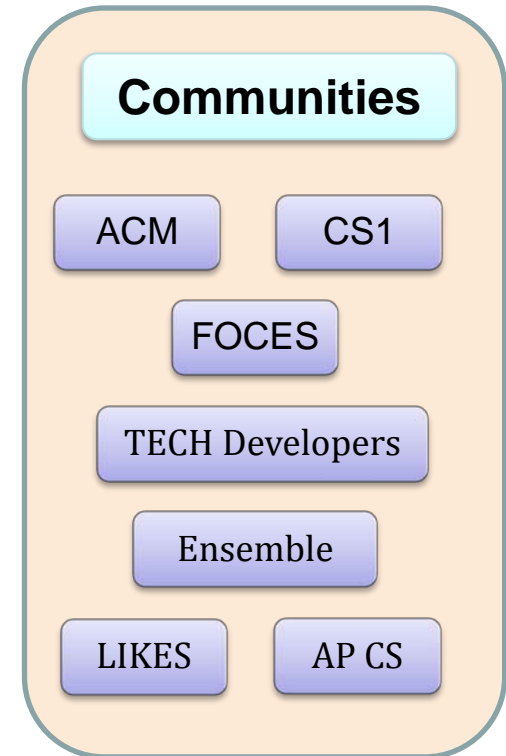 Communities
ACM CS1
FOCES
TECH Developers
Ensemble
LIKES AP CS